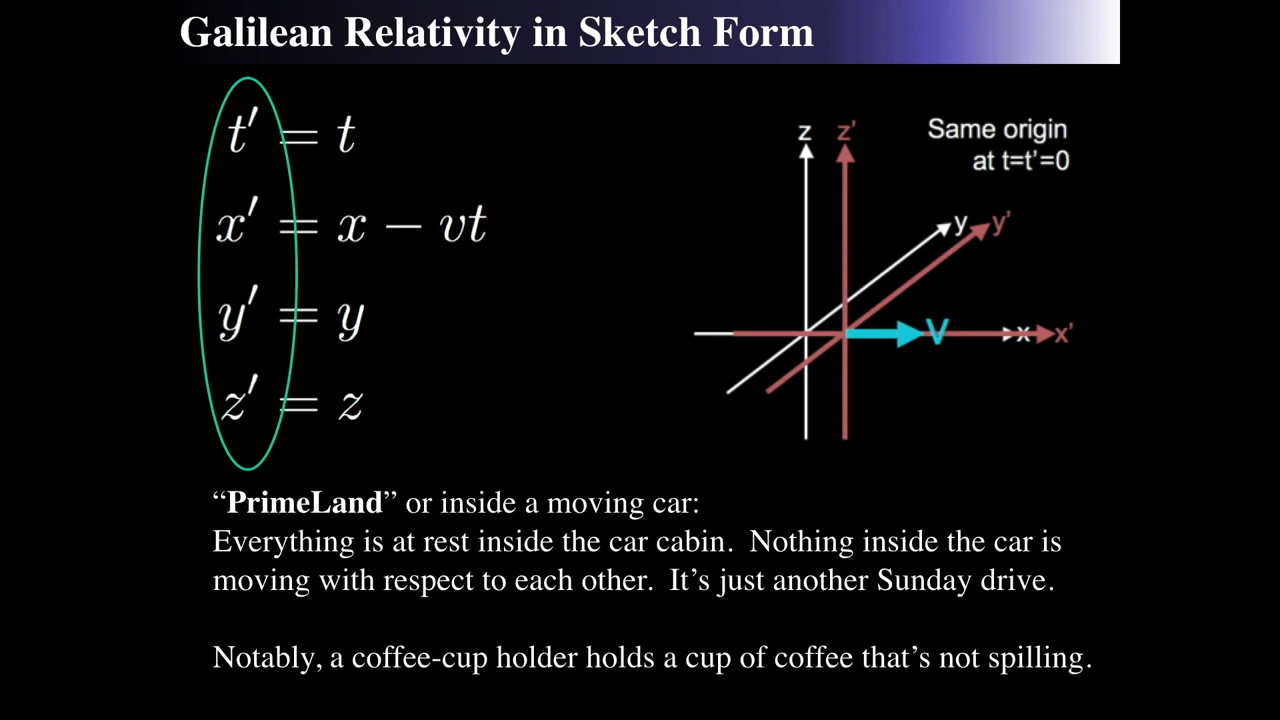 Galilean Relativity in Sketch Form
t′ = t
x′ = x − vt
y′ = y
z′ = z
Same origin
at t=t’=0
z z’
y y’
V x x’
“PrimeLand” or inside a moving car:
Everything is at rest inside the car cabin. Nothing inside the car is
moving with respect to each other. It’s just another Sunday drive.
Notably, a coffee-cup holder holds a cup of coffee that’s not spilling.